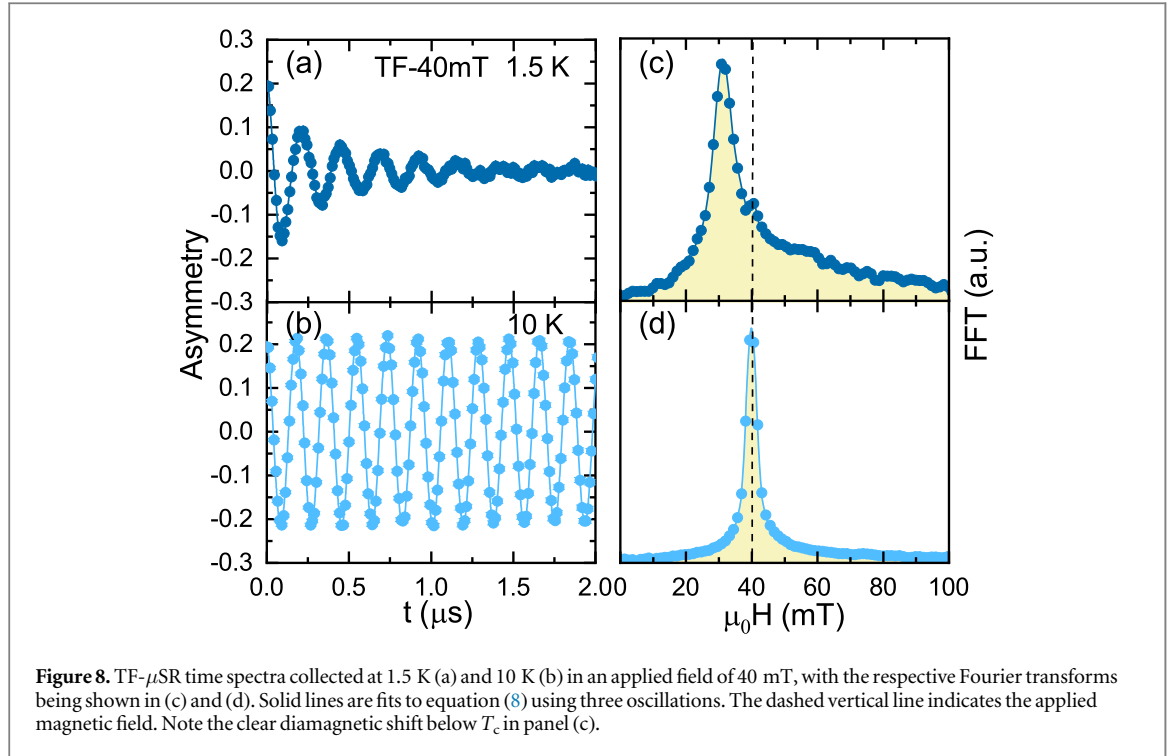 0.3
(a)
TF-40mT 1.5 K
(c)
0.2
0.1
0.0
-0.1
-0.2
-0.3
(b)
10 K
(d)
0.2
0.1
0.0
-0.1
-0.2
-0.3
Asymmetry
FFT (a.u.)
0.0 0.5 1.0 1.5 2.0
0 20 40 60 80 100
t (μs)
μ₀H (mT)
Figure 8. TF-μSR time spectra collected at 1.5 K (a) and 10 K (b) in an applied field of 40 mT, with the respective Fourier transforms
being shown in (c) and (d). Solid lines are fits to equation (8) using three oscillations. The dashed vertical line indicates the applied
magnetic field. Note the clear diamagnetic shift below Tc in panel (c).